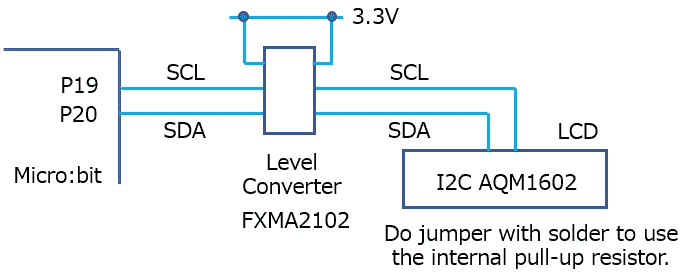 3.3V
P19
SCL
SCL
P20
SDA
SDA
LCD
Micro:bit
Level
Converter
FXMA2102
I2C AQM1602
Do jumper with solder to use
the internal pull-up resistor.